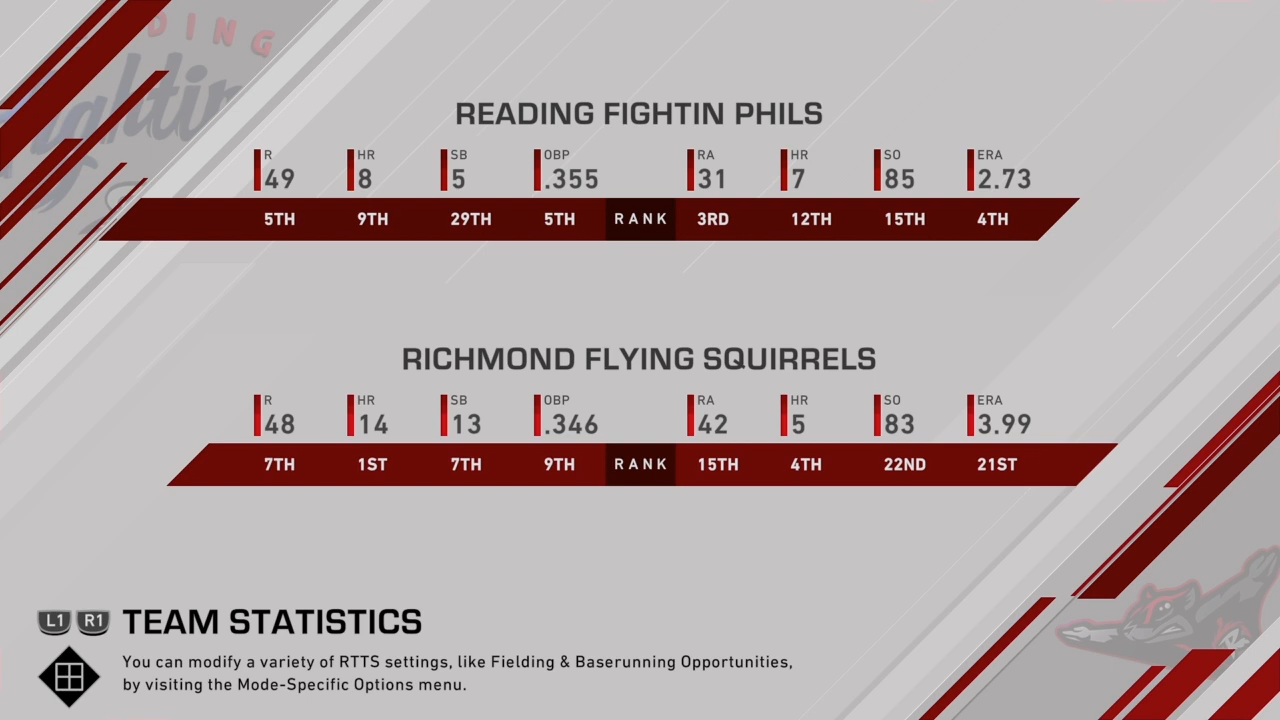 DING
Fightin
READING FIGHTIN PHILS
R HR SB OBP RA HR SO ERA
49 8 5 .355 31 7 85 2.73
5TH 9TH 29TH 5TH RANK 3RD 12TH 15TH 4TH
RICHMOND FLYING SQUIRRELS
R HR SB OBP RA HR SO ERA
48 14 13 .346 42 5 83 3.99
7TH 1ST 7TH 9TH RANK 15TH 4TH 22ND 21ST
L1 R1 TEAM STATISTICS
You can modify a variety of RTTS settings, like Fielding & Baserunning Opportunities,
by visiting the Mode-Specific Options menu.